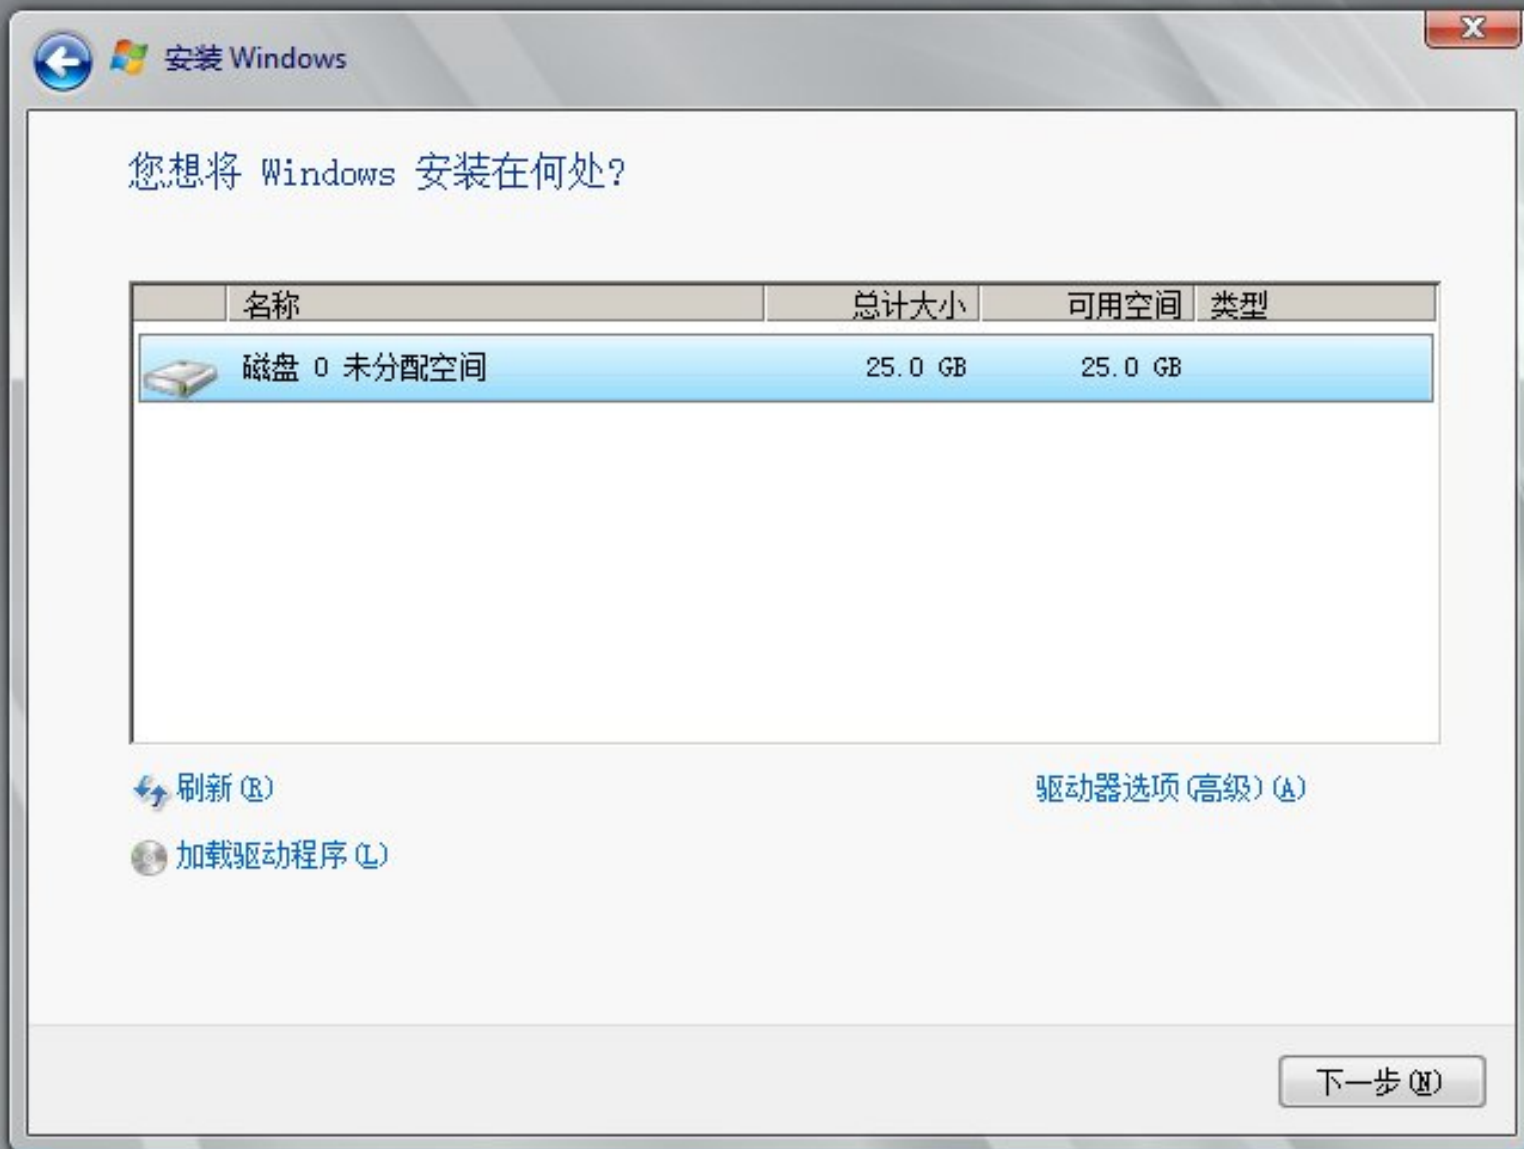 安装 Windows
您想将 Windows 安装在何处?
名称 总计大小 可用空间 类型
磁盘 0 未分配空间 25.0 GB 25.0 GB
刷新(R) 驱动器选项(高级)(A)
加载驱动程序(L)
下一步(N)